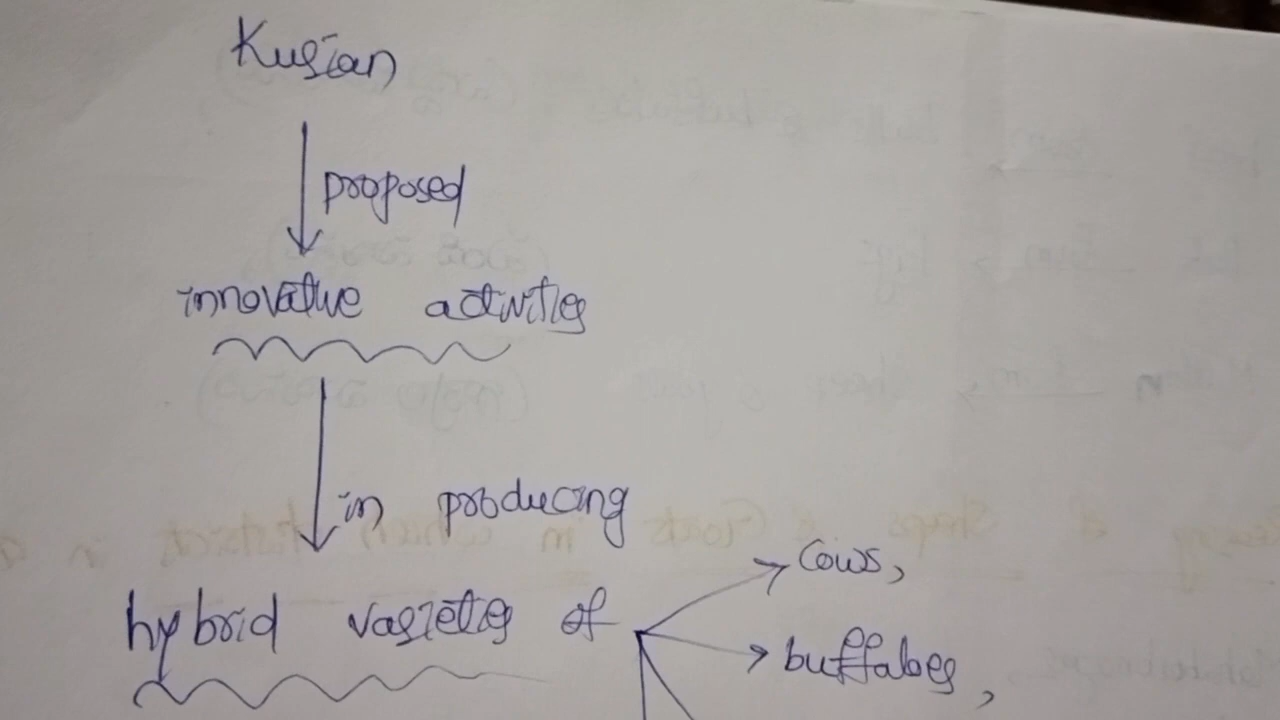 Kurian
proposed
innovative activities
in producing
hybrid varieties of
Cows,
buffaloes,